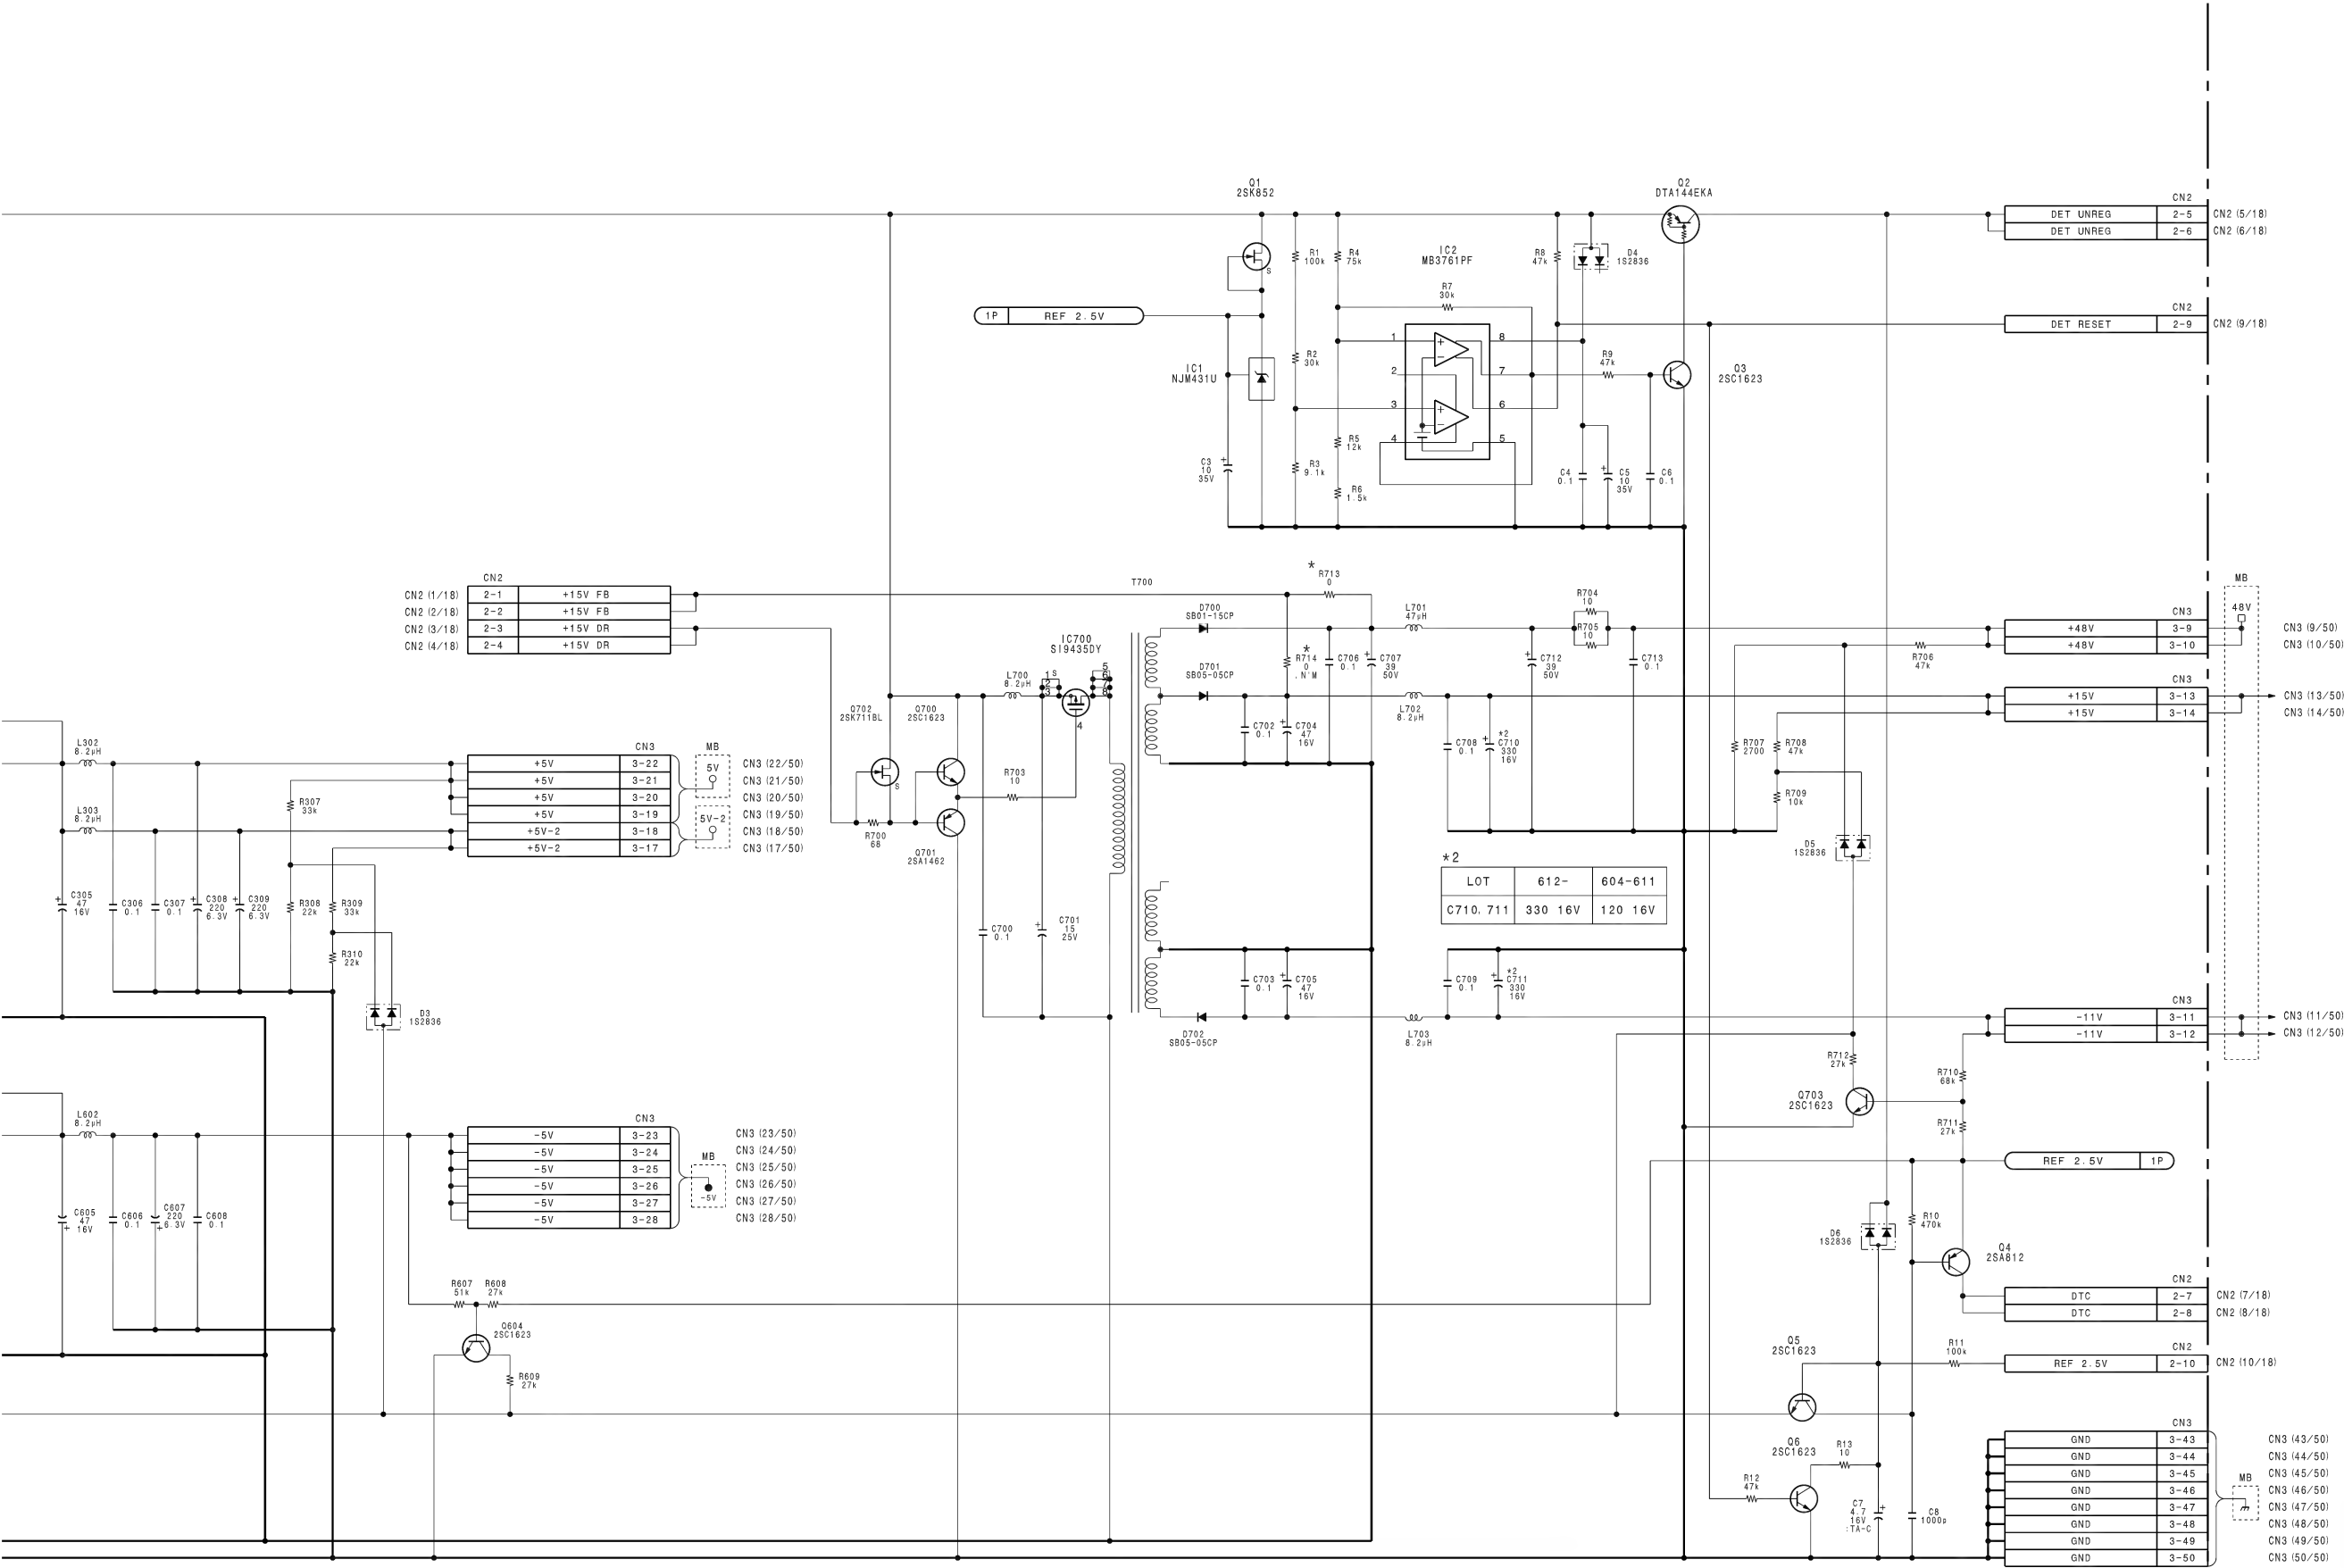 Q1
2SK852
Q2
DTA144EKA
CN2
DET UNREG 2-5 CN2(5/18)
DET UNREG 2-6 CN2(6/18)
R1
100k
R4
75k
IC2
MB3761PF
R8
47k
D4
1S2836
S
R7
30k
1P REF 2.5V
CN2
DET RESET 2-9 CN2(9/18)
IC1
NJM431U
R2
30k
1
2
3
4
8
7
6
5
R9
47k
Q3
2SC1623
C3
10
35V
R3
9.1k
R5
12k
R6
1.5k
C4
0.1
C5
10
35V
C6
0.1
CN2
CN2(1/18) 2-1 +15V FB
CN2(2/18) 2-2 +15V FB
CN2(3/18) 2-3 +15V DR
CN2(4/18) 2-4 +15V DR
T700
*
R713
0
D700
SB01-15CP
L701
47µH
R704
10
R705
10
MB
48V
CN3
+48V 3-9 CN3(9/50)
+48V 3-10 CN3(10/50)
R706
47k
IC700
SI9435DY
L700
8.2µH
1
2
3
S
5
6
7
8
4
D701
SB05-05CP
*
R714
0
.N'M
C706
0.1
C707
39
50V
C712
39
50V
C713
0.1
CN3
+15V 3-13 CN3(13/50)
+15V 3-14 CN3(14/50)
L702
8.2µH
Q702
2SK711BL
Q700
2SC1623
C702
0.1
C704
47
16V
C708
0.1
*2
C710
330
16V
R707
2700
R708
47k
R709
10k
L302
8.2µH
CN3
+5V 3-22 CN3(22/50)
+5V 3-21 CN3(21/50)
+5V 3-20 CN3(20/50)
+5V 3-19 CN3(19/50)
+5V-2 3-18 CN3(18/50)
+5V-2 3-17 CN3(17/50)
MB
5V
5V-2
R703
10
S
R307
33k
L303
8.2µH
R700
68
Q701
2SA1462
D5
1S2836
*2
LOT 612- 604-611
C710,711 330 16V 120 16V
C305
47
16V
C306
0.1
C307
0.1
C308
220
6.3V
C309
220
6.3V
R308
22k
R309
33k
R310
22k
C700
0.1
C701
15
25V
C703
0.1
C705
47
16V
C709
0.1
*2
C711
330
16V
D3
1S2836
D702
SB05-05CP
L703
8.2µH
CN3
-11V 3-11 CN3(11/50)
-11V 3-12 CN3(12/50)
R712
27k
R710
68k
Q703
2SC1623
R711
27k
REF 2.5V 1P
L602
8.2µH
CN3
-5V 3-23 CN3(23/50)
-5V 3-24 CN3(24/50)
-5V 3-25 CN3(25/50)
-5V 3-26 CN3(26/50)
-5V 3-27 CN3(27/50)
-5V 3-28 CN3(28/50)
MB
-5V
C605
47
16V
C606
0.1
C607
220
6.3V
C608
0.1
D6
1S2836
R10
470k
Q4
2SA812
R607
51k
R608
27k
CN2
DTC 2-7 CN2(7/18)
DTC 2-8 CN2(8/18)
Q604
2SC1623
Q5
2SC1623
R11
100k
CN2
REF 2.5V 2-10 CN2(10/18)
R609
27k
Q6
2SC1623
R13
10
R12
47k
C7
4.7
16V
:TA-C
C8
1000p
CN3
GND 3-43 CN3(43/50)
GND 3-44 CN3(44/50)
GND 3-45 CN3(45/50)
GND 3-46 CN3(46/50)
GND 3-47 CN3(47/50)
GND 3-48 CN3(48/50)
GND 3-49 CN3(49/50)
GND 3-50 CN3(50/50)
MB